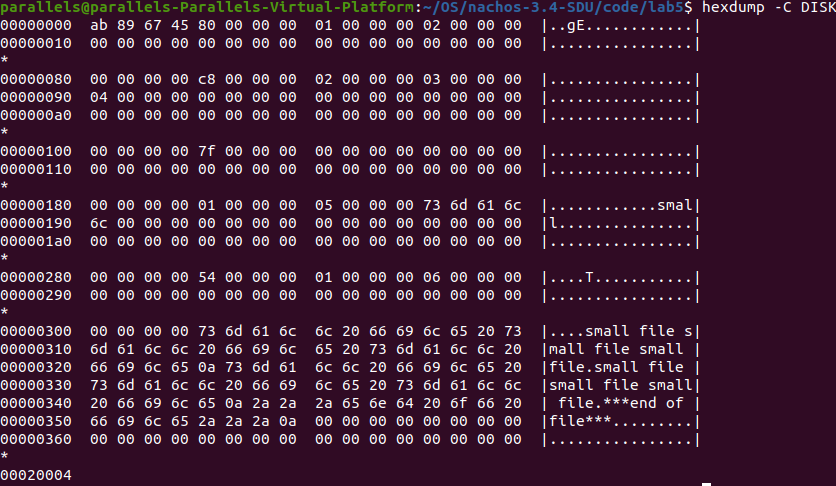 parallels@parallels-Parallels-Virtual-Platform:~/OS/nachos-3.4-SDU/code/lab5$ hexdump -C DISK
00000000  ab 89 67 45 80 00 00 00  01 00 00 00 02 00 00 00  |..gE............|
00000010  00 00 00 00 00 00 00 00  00 00 00 00 00 00 00 00  |................|
*
00000080  00 00 00 00 c8 00 00 00  02 00 00 00 03 00 00 00  |................|
00000090  04 00 00 00 00 00 00 00  00 00 00 00 00 00 00 00  |................|
000000a0  00 00 00 00 00 00 00 00  00 00 00 00 00 00 00 00  |................|
*
00000100  00 00 00 00 7f 00 00 00  00 00 00 00 00 00 00 00  |................|
00000110  00 00 00 00 00 00 00 00  00 00 00 00 00 00 00 00  |................|
*
00000180  00 00 00 00 01 00 00 00  05 00 00 00 73 6d 61 6c  |............smal|
00000190  6c 00 00 00 00 00 00 00  00 00 00 00 00 00 00 00  |l...............|
000001a0  00 00 00 00 00 00 00 00  00 00 00 00 00 00 00 00  |................|
*
00000280  00 00 00 00 54 00 00 00  01 00 00 00 06 00 00 00  |....T...........|
00000290  00 00 00 00 00 00 00 00  00 00 00 00 00 00 00 00  |................|
*
00000300  00 00 00 00 73 6d 61 6c  6c 20 66 69 6c 65 20 73  |....small file s|
00000310  6d 61 6c 6c 20 66 69 6c  65 20 73 6d 61 6c 6c 20  |mall file small |
00000320  66 69 6c 65 0a 73 6d 61  6c 6c 20 66 69 6c 65 20  |file.small file |
00000330  73 6d 61 6c 6c 20 66 69  6c 65 20 73 6d 61 6c 6c  |small file small|
00000340  20 66 69 6c 65 0a 2a 2a  2a 65 6e 64 20 6f 66 20  | file.***end of |
00000350  66 69 6c 65 2a 2a 2a 0a  00 00 00 00 00 00 00 00  |file***.........|
00000360  00 00 00 00 00 00 00 00  00 00 00 00 00 00 00 00  |................|
*
00020004